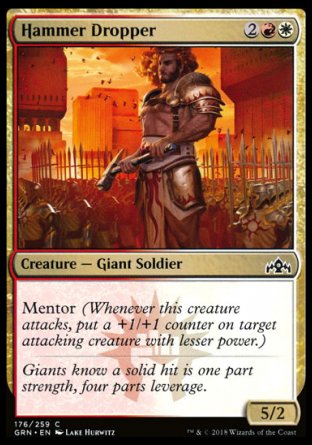 Hammer Dropper 2
Creature — Giant Soldier
Mentor (Whenever this creature
attacks, put a +1/+1 counter on target
attacking creature with lesser power.)
Giants know a solid hit is one part
strength, four parts leverage.
5/2
176/259 C
GRN • EN Lake Hurwitz ™ & © 2018 Wizards of the Coast